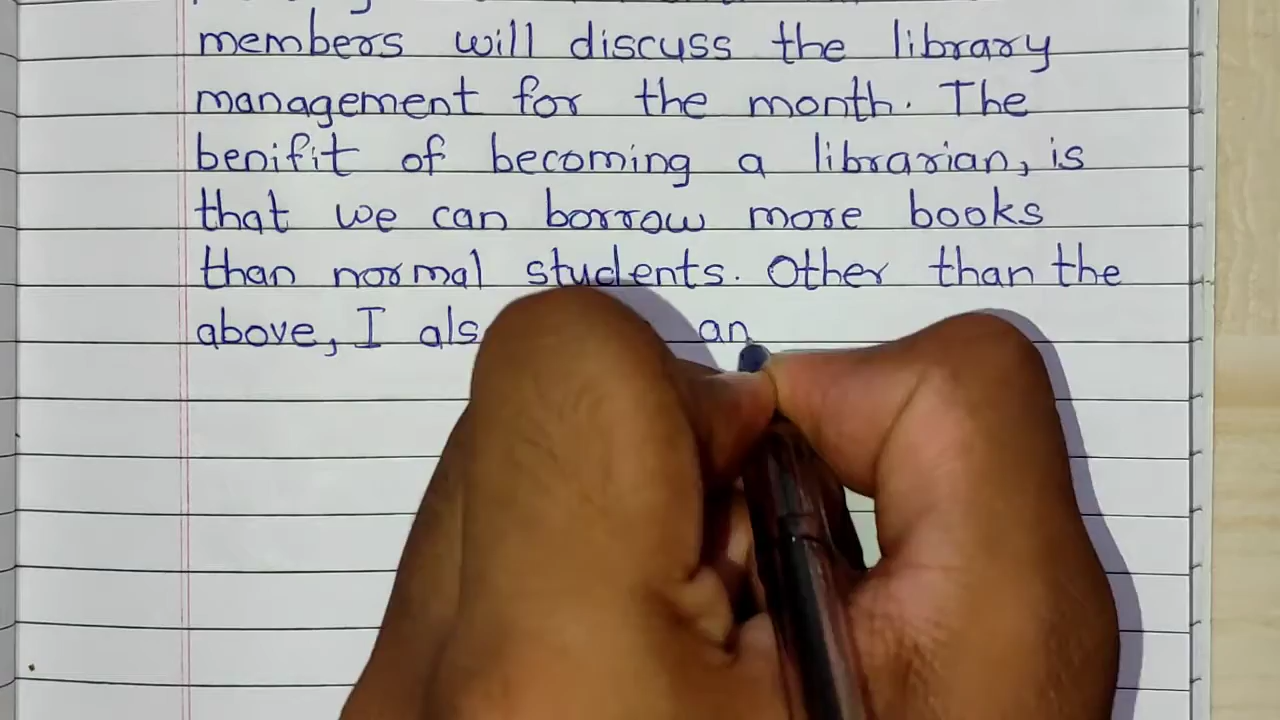 members will discuss the library
management for the month. The
benifit of becoming a librarian, is
that we can borrow more books
than normal students. Other than the
above, I als an